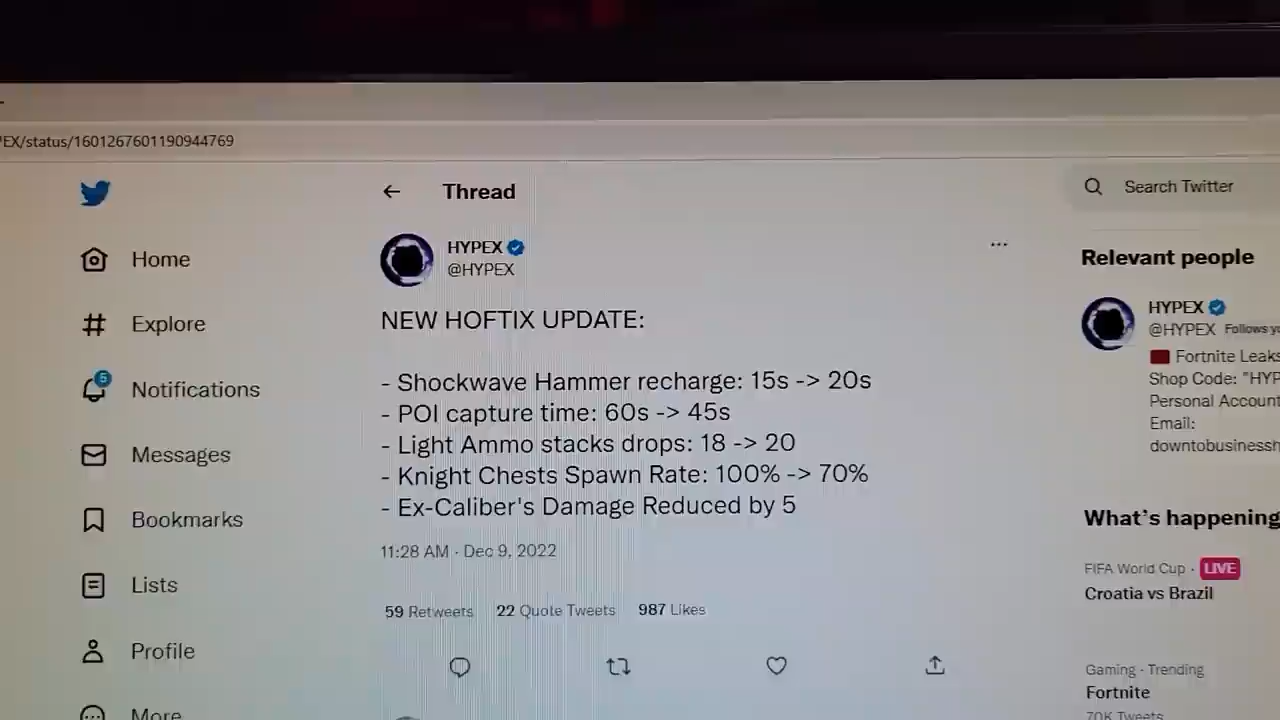 EX/status/1601267601190944769
Thread
Search Twitter
HYPEX
@HYPEX
...
Home
Explore
5
Notifications
Messages
Bookmarks
Lists
Profile
More
NEW HOFTIX UPDATE:
- Shockwave Hammer recharge: 15s -> 20s
- POI capture time: 60s -> 45s
- Light Ammo stacks drops: 18 -> 20
- Knight Chests Spawn Rate: 100% -> 70%
- Ex-Caliber's Damage Reduced by 5
11:28 AM · Dec 9, 2022
59 Retweets 22 Quote Tweets 987 Likes
Relevant people
HYPEX
@HYPEX Follows
Fortnite Leaks
Shop Code: "HYP
Personal Account
Email:
downtobusinessh
What's happening
FIFA World Cup · LIVE
Croatia vs Brazil
Gaming · Trending
Fortnite
70K Tweets